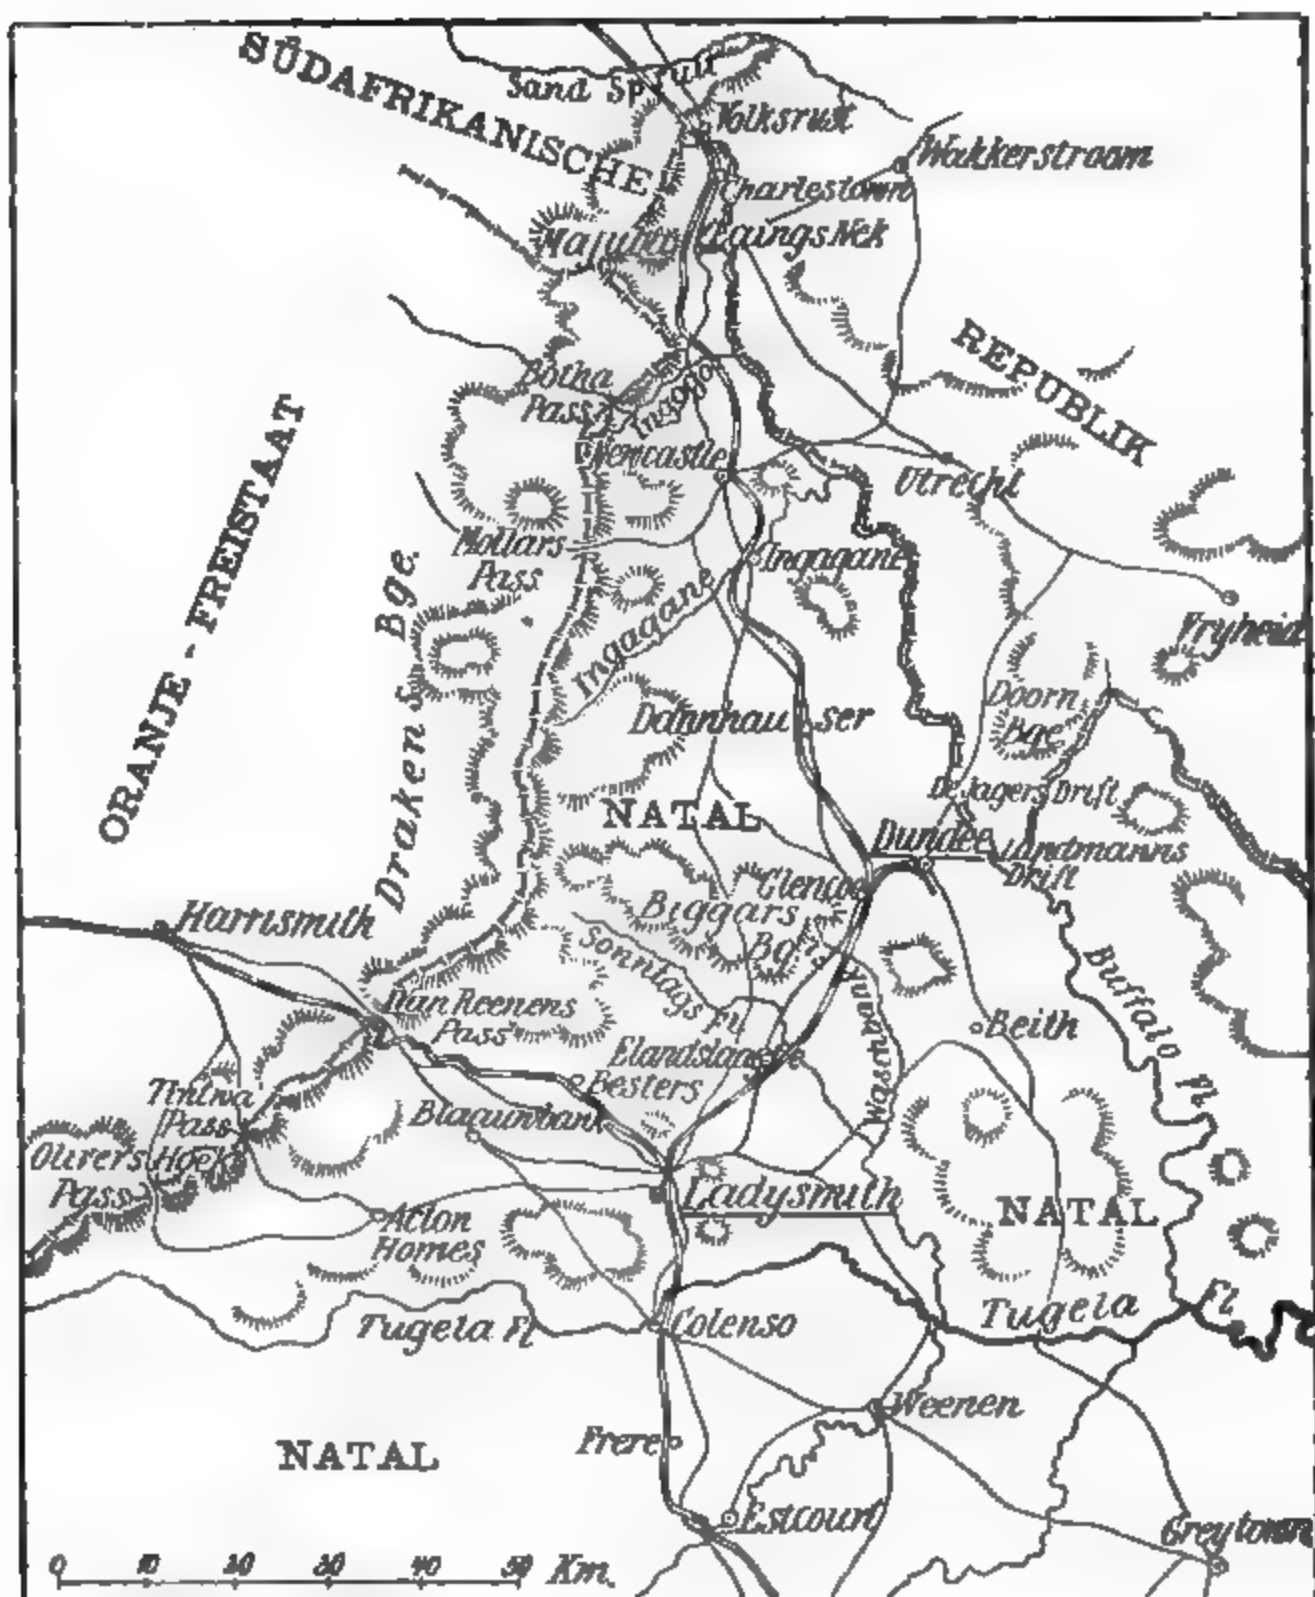 SÜDAFRIKANISCHE
Sand Spruit
Volksrust
Wakkerstroom
Charlestown
Majuba
Laings Nek
REPUBLIK
Botha
Pass
Ingogo
ORANJE - FREISTAAT
Newcastle
Utrecht
Mollars
Pass
Ingagane
Ingagane
Fryheid
Drakens Bge.
Doorn
Bge.
Dannhauser
De Jagers Drift
NATAL
Dundee
Landmanns
Drift
Glencoe
Biggars
Bge
Harrismith
Sonntags Fl
Buffalo Fl
Van Reenens
Pass
Waschbank
Beith
Elandslaagte
Besters
Tintwa
Pass
Blaauwbank
Olivers Hoek
Pass
Ladysmith
NATAL
Acton
Homes
Tugela Fl
Colenso
Tugela Fl
Weenen
Frere
NATAL
Estcourt
Greytown
0 10 20 30 40 50 Km.